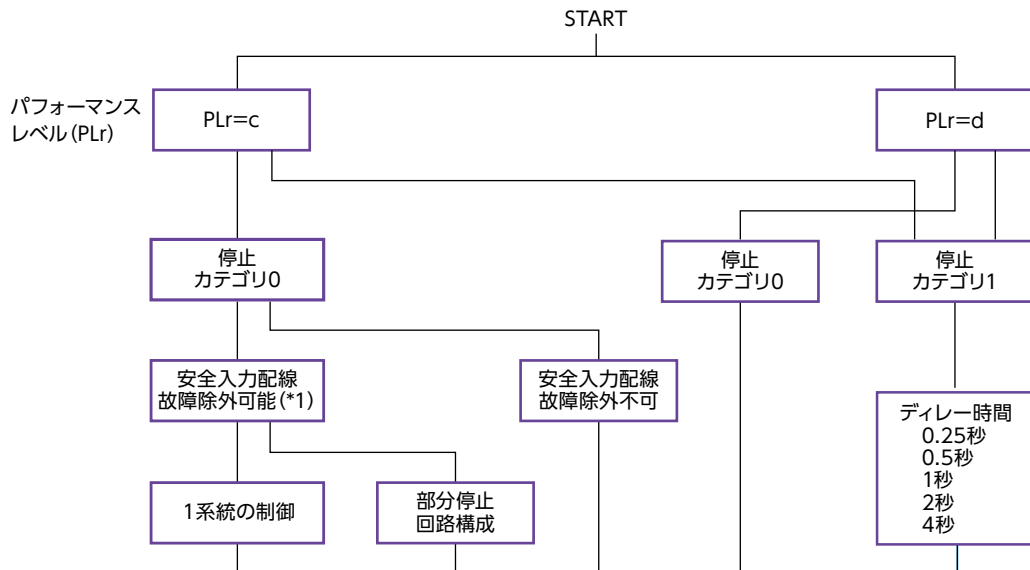 START
パフォーマンス
レベル(PLr)
PLr=c
PLr=d
停止
カテゴリ0
停止
カテゴリ0
停止
カテゴリ1
安全入力配線
故障除外可能(*1)
安全入力配線
故障除外不可
ディレー時間
0.25秒
0.5秒
1秒
2秒
4秒
1系統の制御
部分停止
回路構成